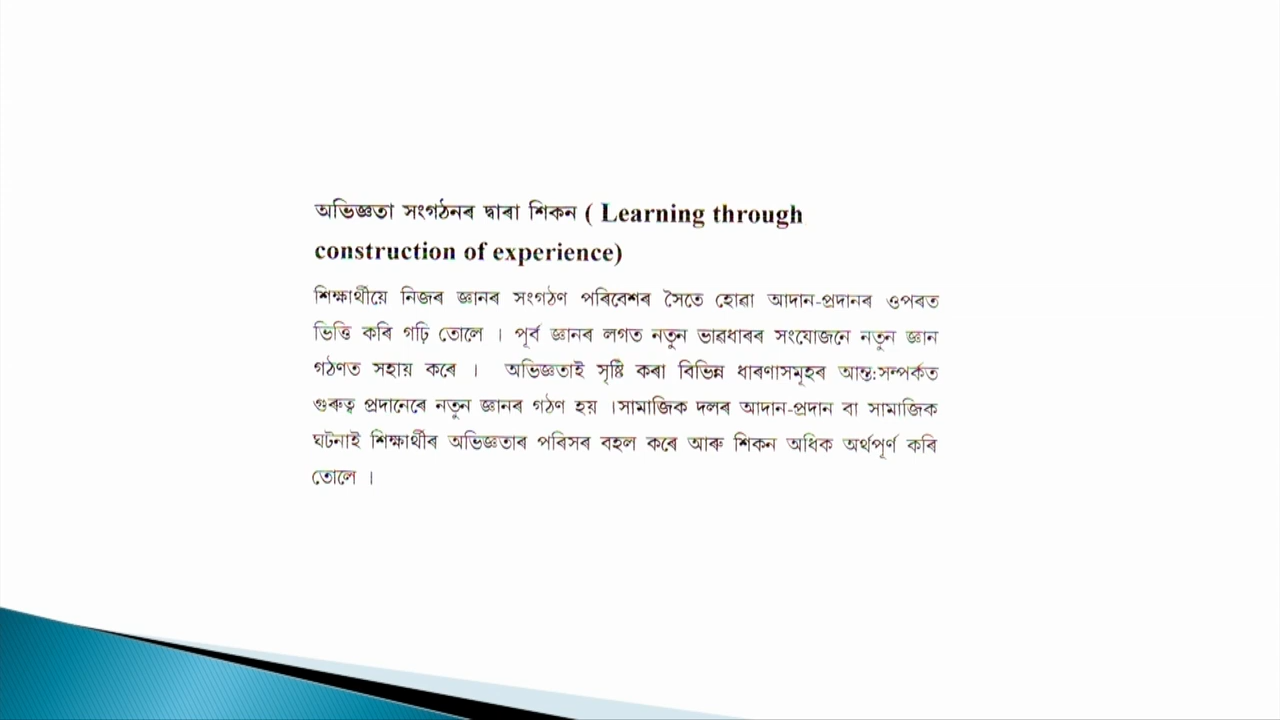 অভিজ্ঞতা সংগঠনৰ দ্বাৰা শিকন ( Learning through
construction of experience)
শিক্ষাৰ্থীয়ে নিজৰ জ্ঞানৰ সংগঠণ পৰিবেশৰ সৈতে হোৱা আদান-প্ৰদানৰ ওপৰত
ভিত্তি কৰি গঢ়ি তোলে । পূৰ্ব জ্ঞানৰ লগত নতুন ভাৱধাৰৰ সংযোজনে নতুন জ্ঞান
গঠণত সহায় কৰে । অভিজ্ঞতাই সৃষ্টি কৰা বিভিন্ন ধাৰণাসমূহৰ আন্ত:সম্পৰ্কত
গুৰুত্ব প্ৰদানেৰে নতুন জ্ঞানৰ গঠণ হয় ।সামাজিক দলৰ আদান-প্ৰদান বা সামাজিক
ঘটনাই শিক্ষাৰ্থীৰ অভিজ্ঞতাৰ পৰিসৰ বহল কৰে আৰু শিকন অধিক অৰ্থপূৰ্ণ কৰি
তোলে ।